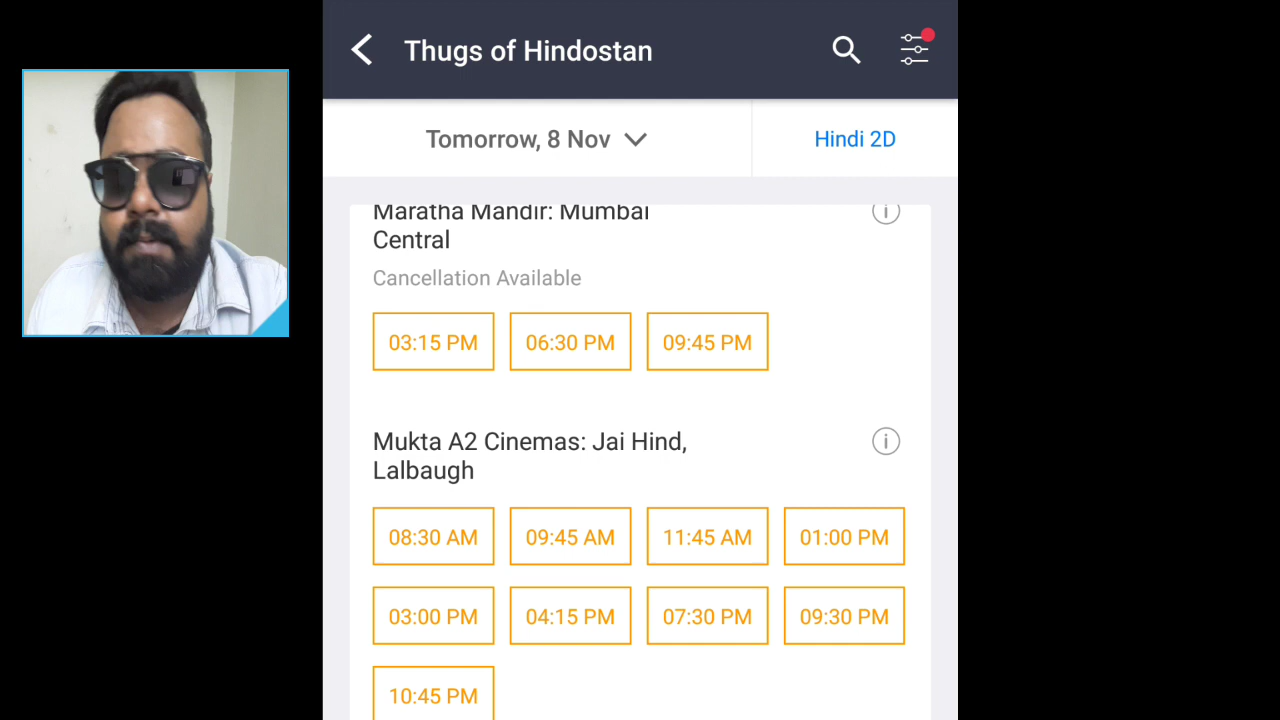 Thugs of Hindostan
Tomorrow, 8 Nov
Hindi 2D
Maratha Mandir: Mumbai
Central
Cancellation Available
03:15 PM 06:30 PM 09:45 PM
Mukta A2 Cinemas: Jai Hind,
Lalbaugh
08:30 AM 09:45 AM 11:45 AM 01:00 PM
03:00 PM 04:15 PM 07:30 PM 09:30 PM
10:45 PM